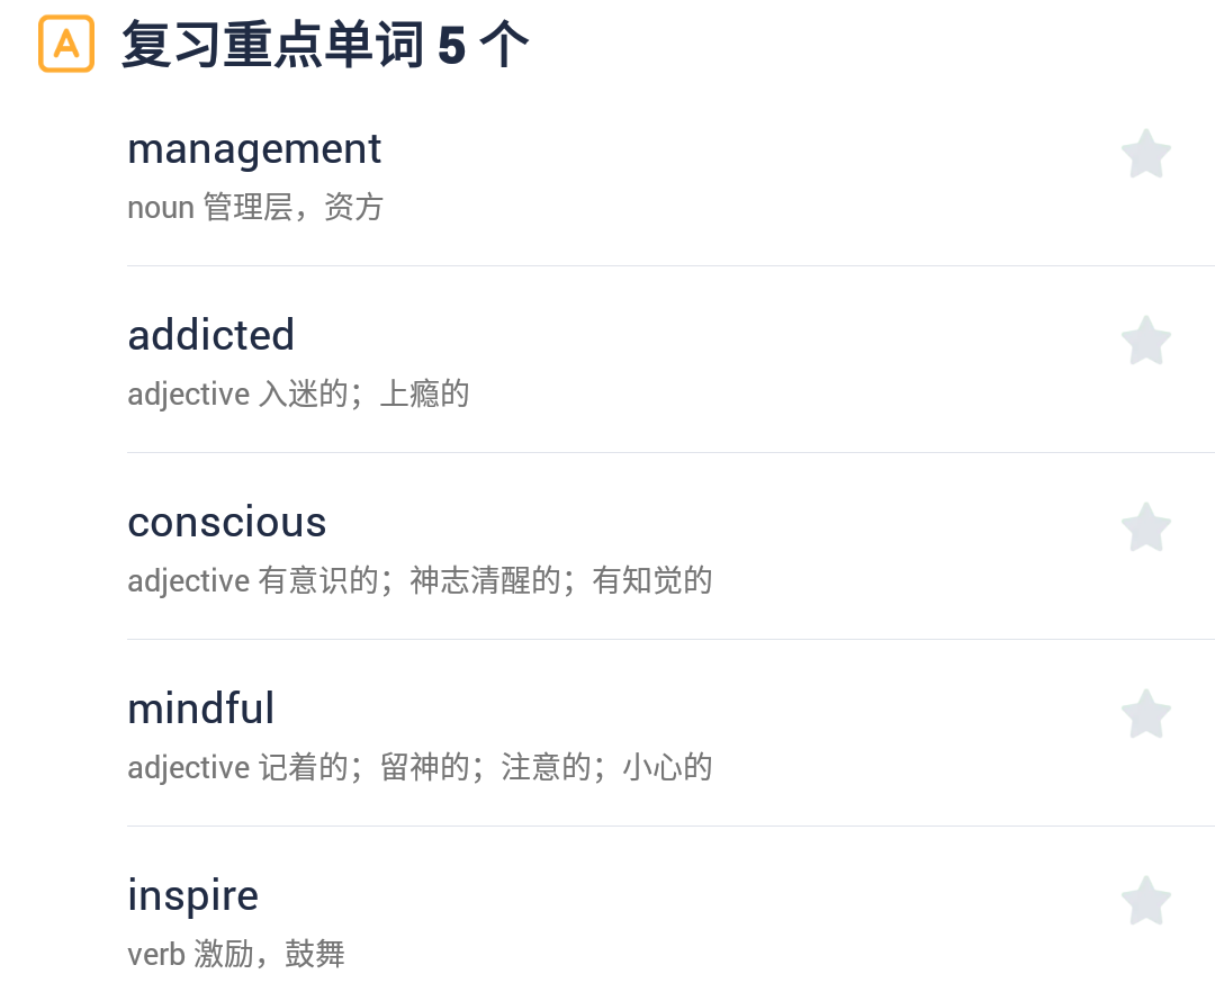 A 复习重点单词 5 个
management
noun 管理层，资方
addicted
adjective 入迷的；上瘾的
conscious
adjective 有意识的；神志清醒的；有知觉的
mindful
adjective 记着的；留神的；注意的；小心的
inspire
verb 激励，鼓舞